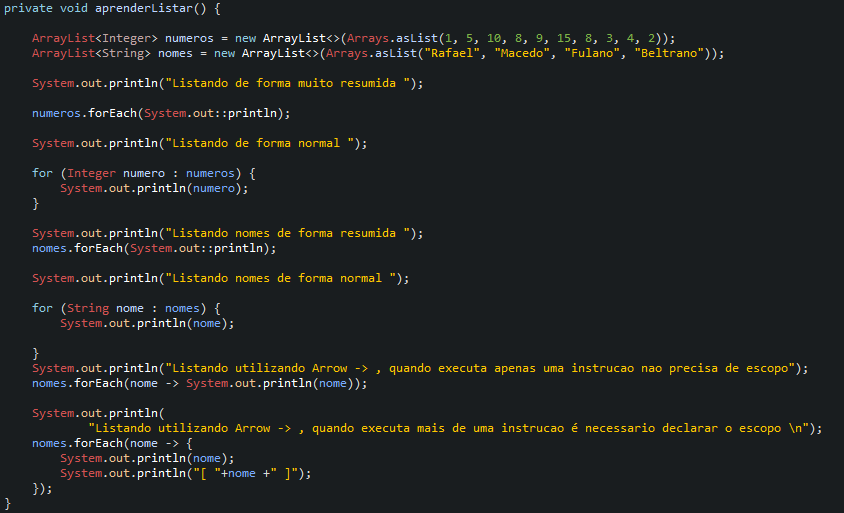 private void aprenderListar() {
ArrayList<Integer> numeros = new ArrayList<>(Arrays.asList(1, 5, 10, 8, 9, 15, 8, 3, 4, 2));
ArrayList<String> nomes = new ArrayList<>(Arrays.asList("Rafael", "Macedo", "Fulano", "Beltrano"));
System.out.println("Listando de forma muito resumida ");
numeros.forEach(System.out::println);
System.out.println("Listando de forma normal ");
for (Integer numero : numeros) {
System.out.println(numero);
}
System.out.println("Listando nomes de forma resumida ");
nomes.forEach(System.out::println);
System.out.println("Listando nomes de forma normal ");
for (String nome : nomes) {
System.out.println(nome);
}
System.out.println("Listando utilizando Arrow -> , quando executa apenas uma instrucao nao precisa de escopo");
nomes.forEach(nome -> System.out.println(nome));
System.out.println(
"Listando utilizando Arrow -> , quando executa mais de uma instrucao é necessario declarar o escopo \n");
nomes.forEach(nome -> {
System.out.println(nome);
System.out.println("[ "+nome +" ]");
});
}